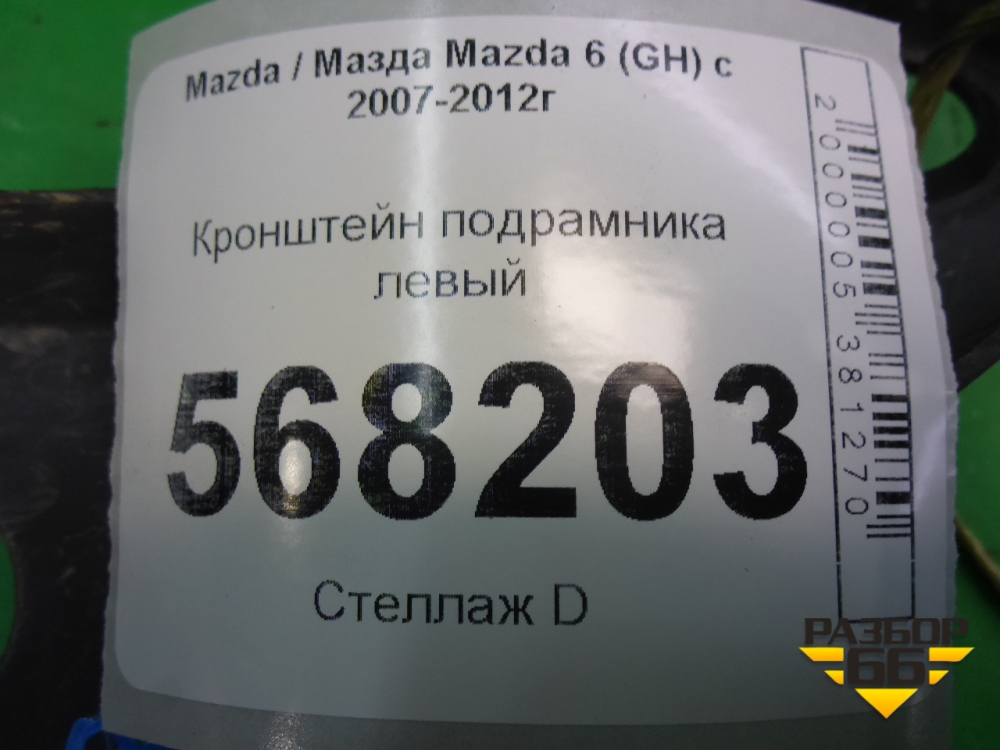 Mazda / Мазда Mazda 6 (GH) с
2007-2012г
Кронштейн подрамника
левый
568203
Стеллаж D
2000005381270
РАЗБОР
66